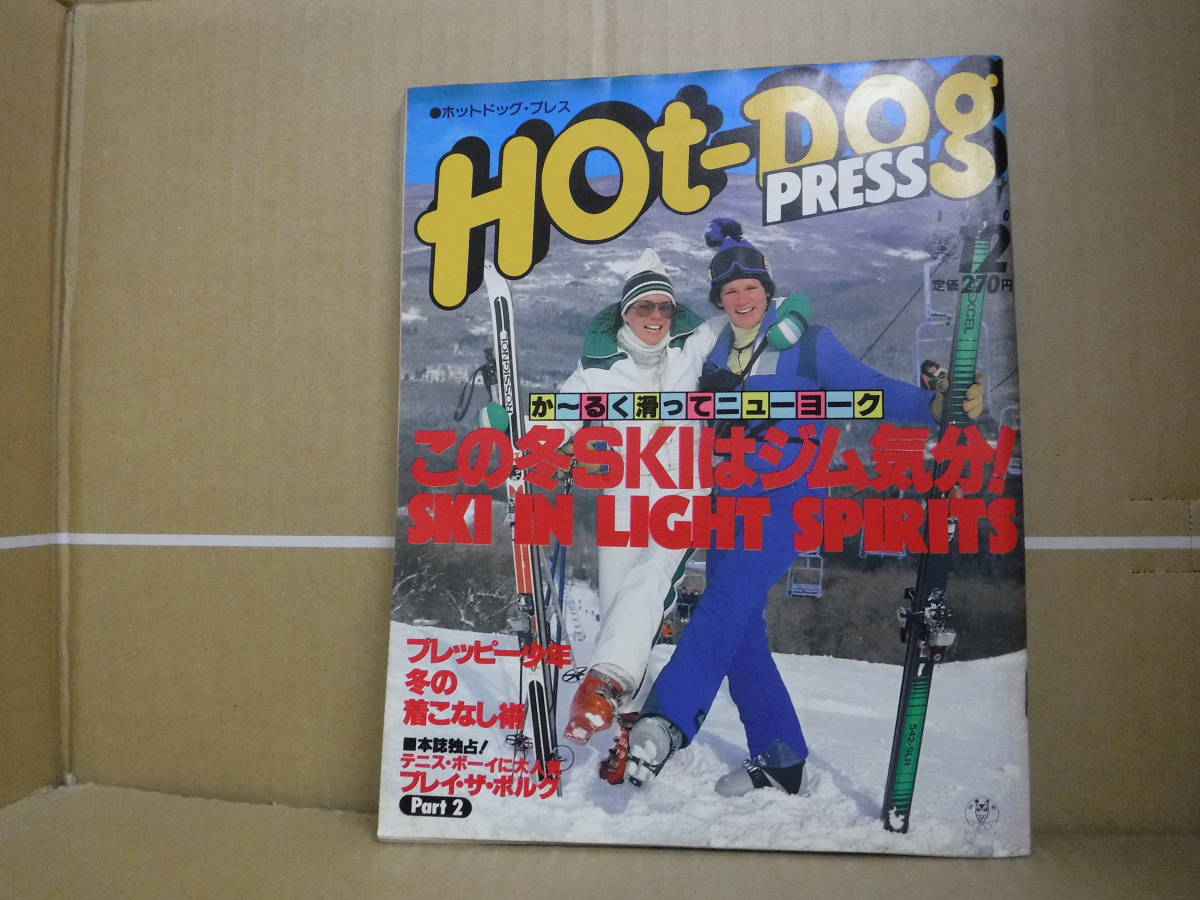 ●ホットドッグ・プレス
HOt-DOg
PRESS
12
定価270円
か〜るく滑ってニューヨーク
この冬SKIはジム気分!
SKI IN LIGHT SPIRITS
プレッピー少年
冬の
着こなし術
■本誌独占!
テニス・ボーイに大人気
プレイ・ザ・ボルグ
Part 2
ROSSIGNOL
EXCEL
542-SLR